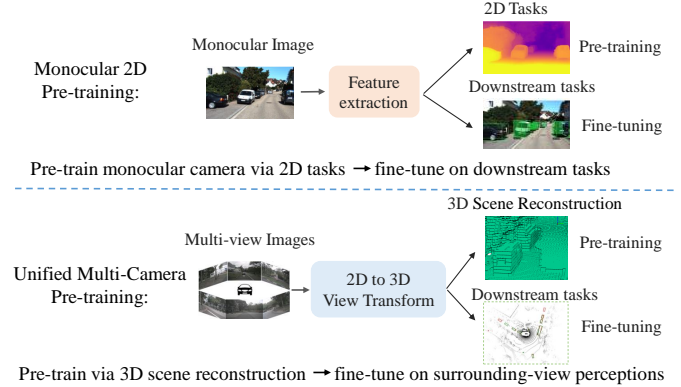 2D Tasks
Monocular Image
Monocular 2D
Pre-training:
Feature
extraction
Pre-training
Downstream tasks
Fine-tuning
Pre-train monocular camera via 2D tasks → fine-tune on downstream tasks
3D Scene Reconstruction
Multi-view Images
Unified Multi-Camera
Pre-training:
2D to 3D
View Transform
Pre-training
Downstream tasks
Fine-tuning
Pre-train via 3D scene reconstruction → fine-tune on surrounding-view perceptions